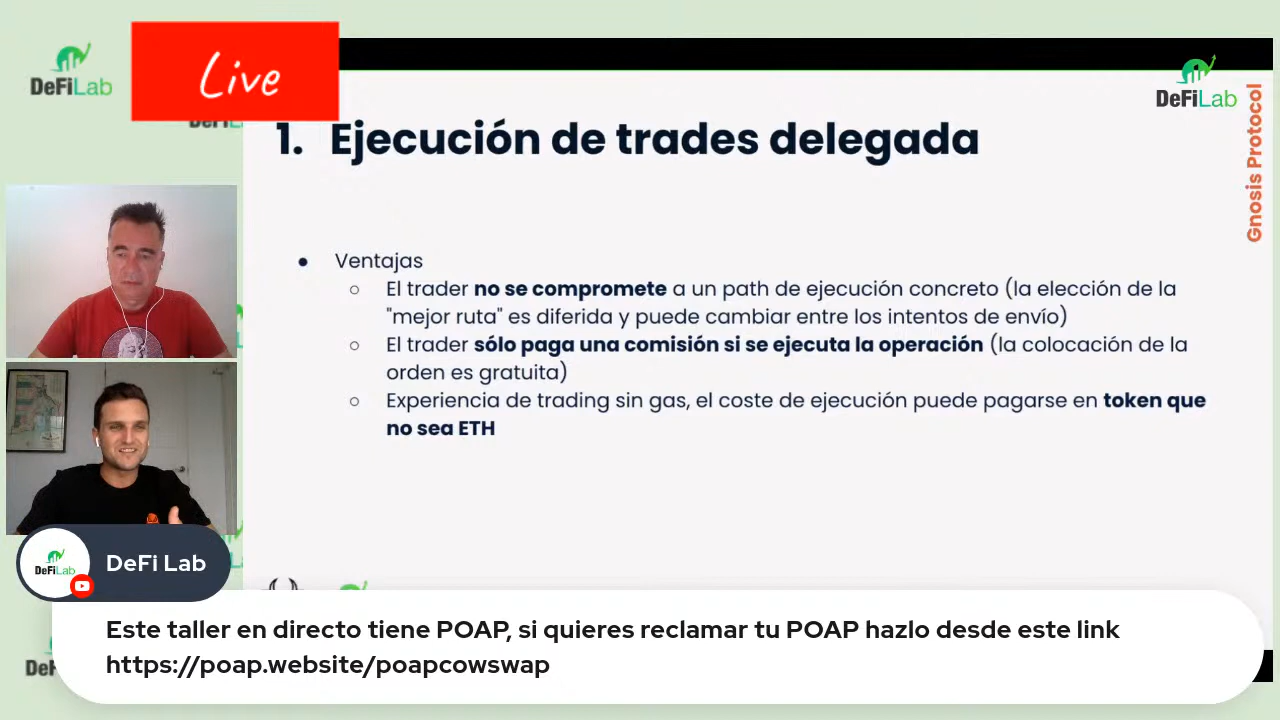 DeFiLab
Live
DeFiLab
Gnosis Protocol
1. Ejecución de trades delegada
● Ventajas
○ El trader no se compromete a un path de ejecución concreto (la elección de la
"mejor ruta" es diferida y puede cambiar entre los intentos de envío)
○ El trader sólo paga una comisión si se ejecuta la operación (la colocación de la
orden es gratuita)
○ Experiencia de trading sin gas, el coste de ejecución puede pagarse en token que
no sea ETH
DeFiLab
DeFi Lab
Este taller en directo tiene POAP, si quieres reclamar tu POAP hazlo desde este link
https://poap.website/poapcowswap